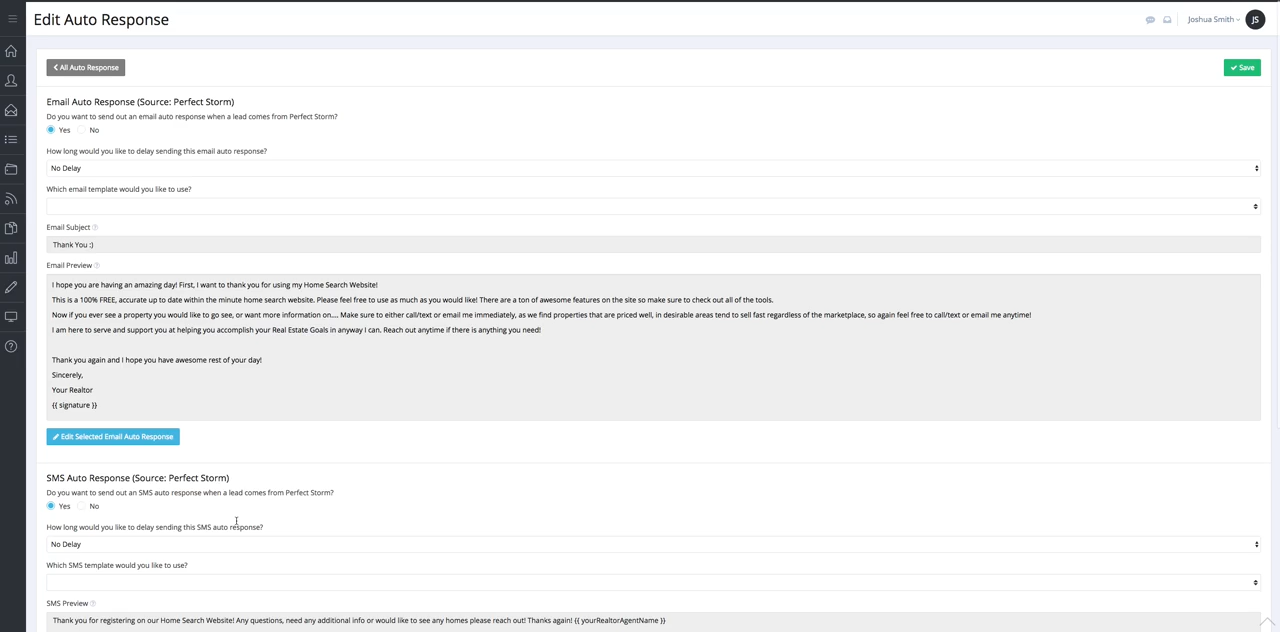 Edit Auto Response
Joshua Smith
JS
All Auto Response
Save
Email Auto Response (Source: Perfect Storm)
Do you want to send out an email auto response when a lead comes from Perfect Storm?
Yes No
How long would you like to delay sending this email auto response?
No Delay
Which email template would you like to use?
Email Subject ?
Thank You :)
Email Preview ?
I hope you are having an amazing day! First, I want to thank you for using my Home Search Website!
This is a 100% FREE, accurate up to date within the minute home search website. Please feel free to use as much as you would like! There are a ton of awesome features on the site so make sure to check out all of the tools.
Now if you ever see a property you would like to go see, or want more information on.... Make sure to either call/text or email me immediately, as we find properties that are priced well, in desirable areas tend to sell fast regardless of the marketplace, so again feel free to call/text or email me anytime!
I am here to serve and support you at helping you accomplish your Real Estate Goals in anyway I can. Reach out anytime if there is anything you need!
Thank you again and I hope you have awesome rest of your day!
Sincerely,
Your Realtor
{{ signature }}
Edit Selected Email Auto Response
SMS Auto Response (Source: Perfect Storm)
Do you want to send out an SMS auto response when a lead comes from Perfect Storm?
Yes No
How long would you like to delay sending this SMS auto response?
No Delay
Which SMS template would you like to use?
SMS Preview ?
Thank you for registering on our Home Search Website! Any questions, need any additional info or would like to see any homes please reach out! Thanks again! {{ yourRealtorAgentName }}